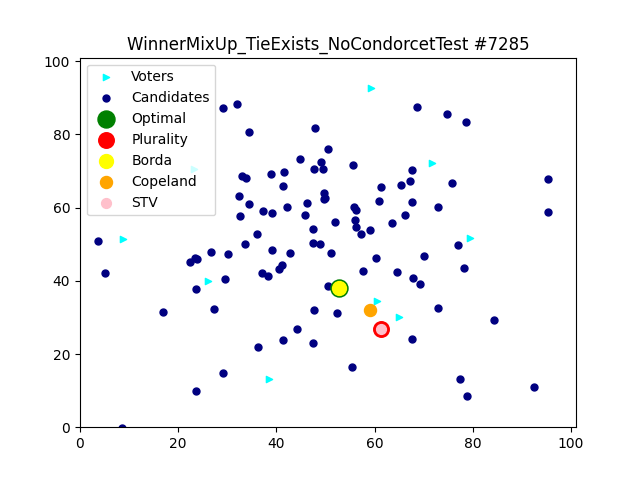 WinnerMixUp_TieExists_NoCondorcetTest #7285
100
80
60
40
20
0
0 20 40 60 80 100
Voters
Candidates
Optimal
Plurality
Borda
Copeland
STV